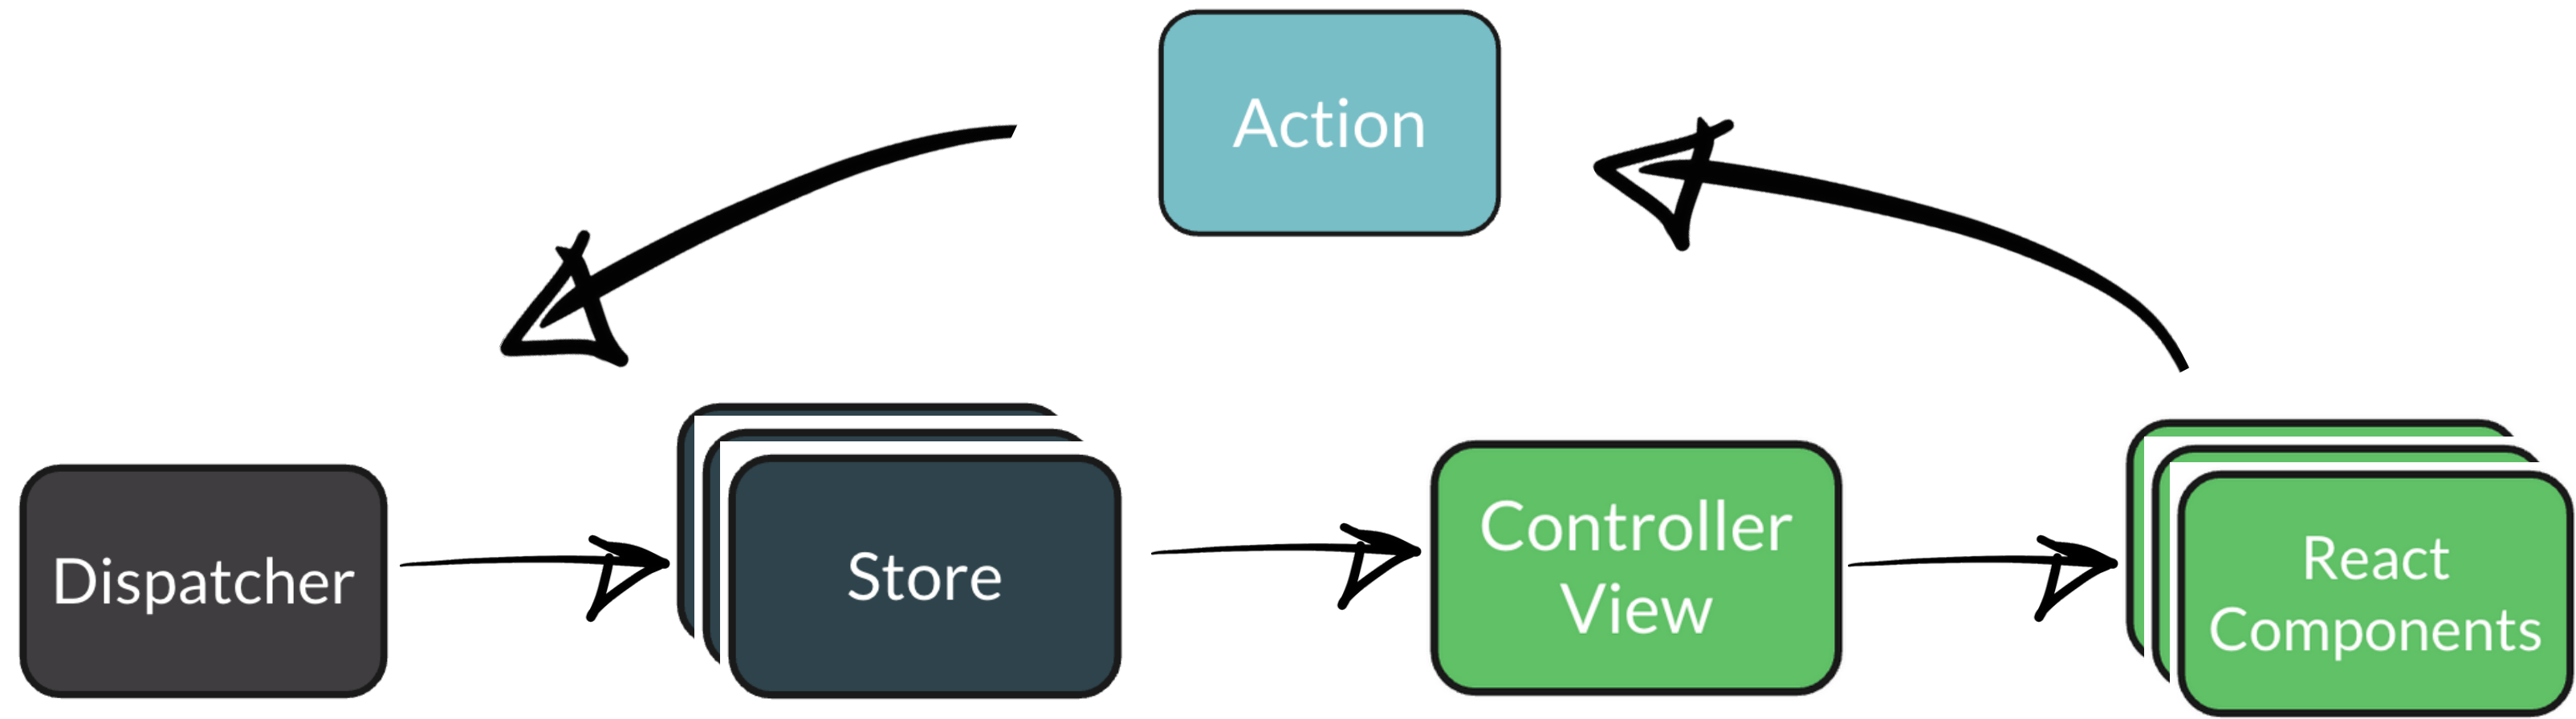 Action
Dispatcher
Store
Controller
View
React
Components